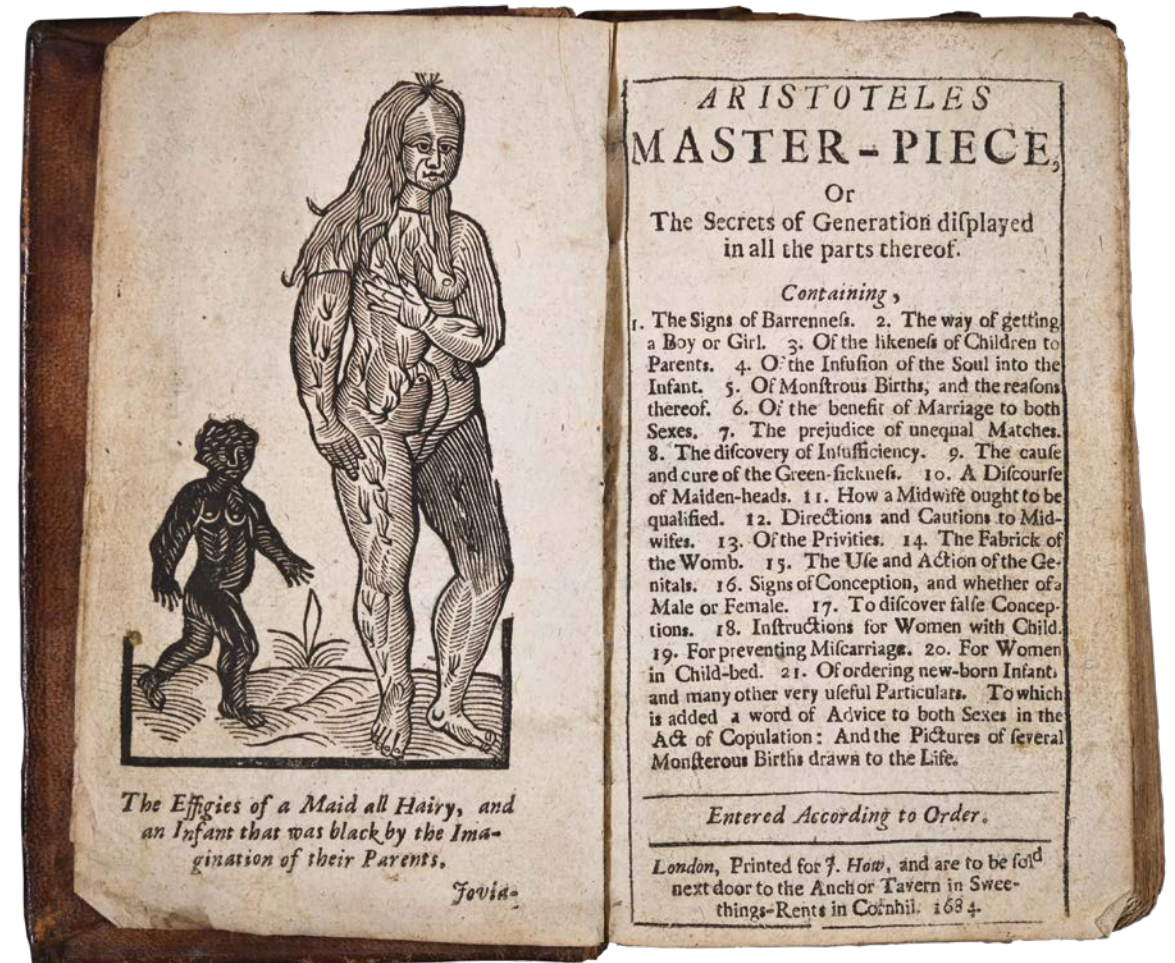 The Effigies of a Maid all Hairy, and
an Infant that was black by the Ima-
gination of their Parents.
Jovia-
ARISTOTELES
MASTER-PIECE,
Or
The Secrets of Generation diſplayed
in all the parts thereof.
Containing,
1. The Signs of Barrenneſs. 2. The way of getting
a Boy or Girl. 3. Of the likeneſs of Children to
Parents. 4. Of the Infuſion of the Soul into the
Infant. 5. Of Monſtrous Births, and the reaſons
thereof. 6. Of the benefit of Marriage to both
Sexes. 7. The prejudice of unequal Matches.
8. The diſcovery of Inſufficiency. 9. The cauſe
and cure of the Green-ſickneſs. 10. A Diſcourſe
of Maiden-heads. 11. How a Midwife ought to be
qualified. 12. Directions and Cautions to Mid-
wifes. 13. Of the Privities. 14. The Fabrick of
the Womb. 15. The Uſe and Action of the Ge-
nitals. 16. Signs of Conception, and whether of a
Male or Female. 17. To diſcover falſe Concep-
tions. 18. Inſtructions for Women with Child.
19. For preventing Miſcarriage. 20. For Women
in Child-bed. 21. Of ordering new-born Infants
and many other very uſeful Particulars. To which
is added a word of Advice to both Sexes in the
Act of Copulation: And the Pictures of ſeveral
Monſterous Births drawn to the Life.
Entered According to Order.
London, Printed for J. How, and are to be ſold
next door to the Anchor Tavern in Swee-
things-Rents in Cornhil. 1684.